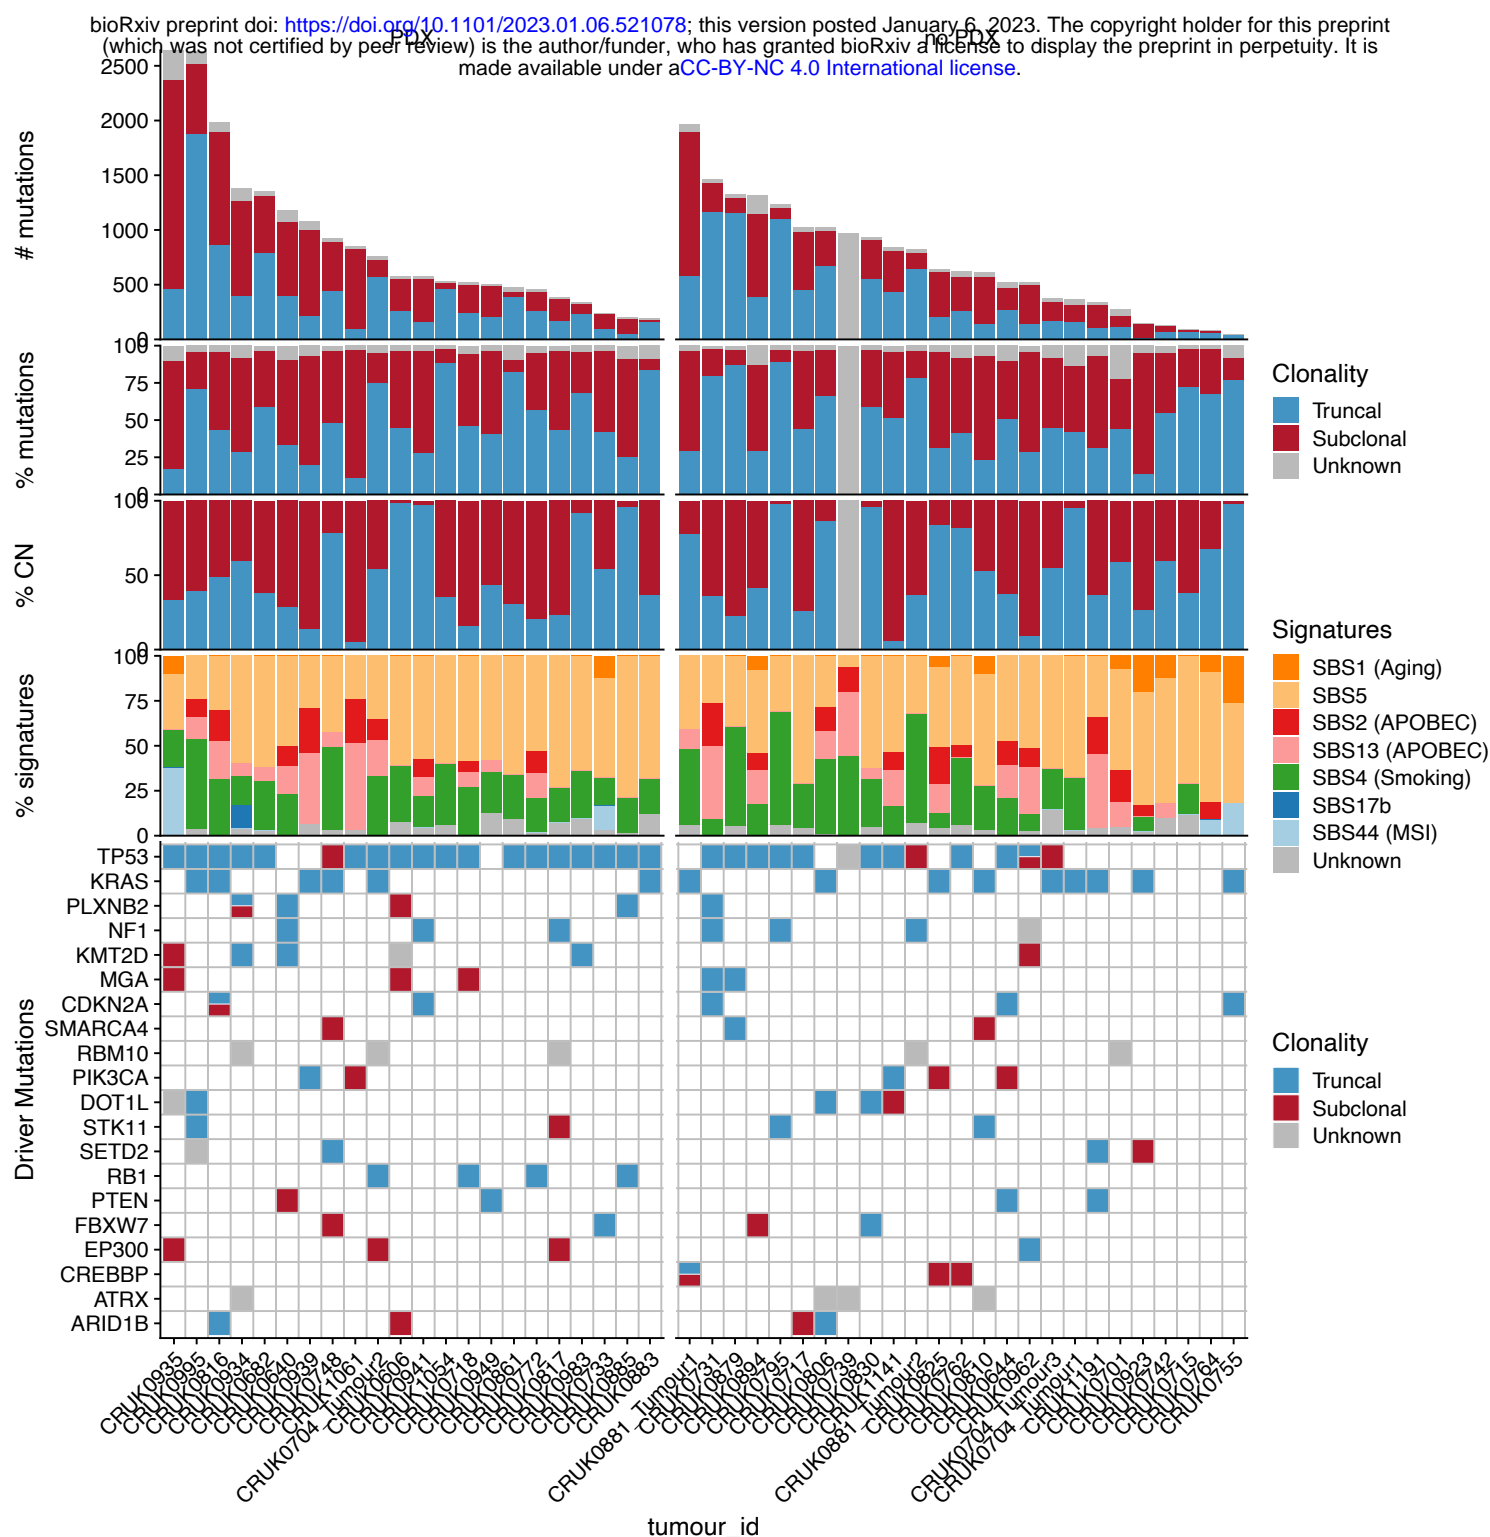 bioRxiv preprint doi: https://doi.org/10.1101/2023.01.06.521078; this version posted January 6, 2023. The copyright holder for this preprint
(which was not certified by peer review) is the author/funder, who has granted bioRxiv a license to display the preprint in perpetuity. It is
made available under aCC-BY-NC 4.0 International license.
PDX
no PDX
# mutations
2500
2000
1500
1000
500
0
% mutations
100
75
50
25
0
% CN
100
50
0
% signatures
100
75
50
25
0
Driver Mutations
TP53
KRAS
PLXNB2
NF1
KMT2D
MGA
CDKN2A
SMARCA4
RBM10
PIK3CA
DOT1L
STK11
SETD2
RB1
PTEN
FBXW7
EP300
CREBBP
ATRX
ARID1B
CRUK0935
CRUK0995
CRUK0816
CRUK0934
CRUK0682
CRUK0640
CRUK0939
CRUK0748
CRUK1061
CRUK0704_Tumour2
CRUK0606
CRUK0941
CRUK1054
CRUK0718
CRUK0949
CRUK0861
CRUK0772
CRUK0817
CRUK0983
CRUK0733
CRUK0885
CRUK0883
CRUK0881_Tumour1
CRUK0731
CRUK0879
CRUK0894
CRUK0795
CRUK0717
CRUK0806
CRUK0739
CRUK0830
CRUK1141
CRUK0881_Tumour2
CRUK0825
CRUK0762
CRUK0810
CRUK0644
CRUK0962
CRUK0704_Tumour3
CRUK0704_Tumour1
CRUK1191
CRUK0701
CRUK0923
CRUK0742
CRUK0715
CRUK0764
CRUK0755
tumour_id
Clonality
Truncal
Subclonal
Unknown
Signatures
SBS1 (Aging)
SBS5
SBS2 (APOBEC)
SBS13 (APOBEC)
SBS4 (Smoking)
SBS17b
SBS44 (MSI)
Unknown
Clonality
Truncal
Subclonal
Unknown